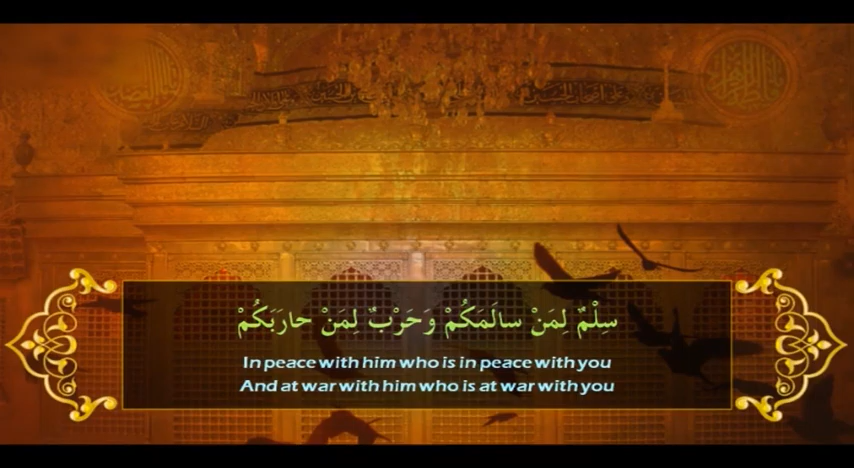 سِلْمٌ لِمَنْ سالَمَكُمْ وَحَرْبٌ لِمَنْ حارَبَكُمْ
In peace with him who is in peace with you
And at war with him who is at war with you